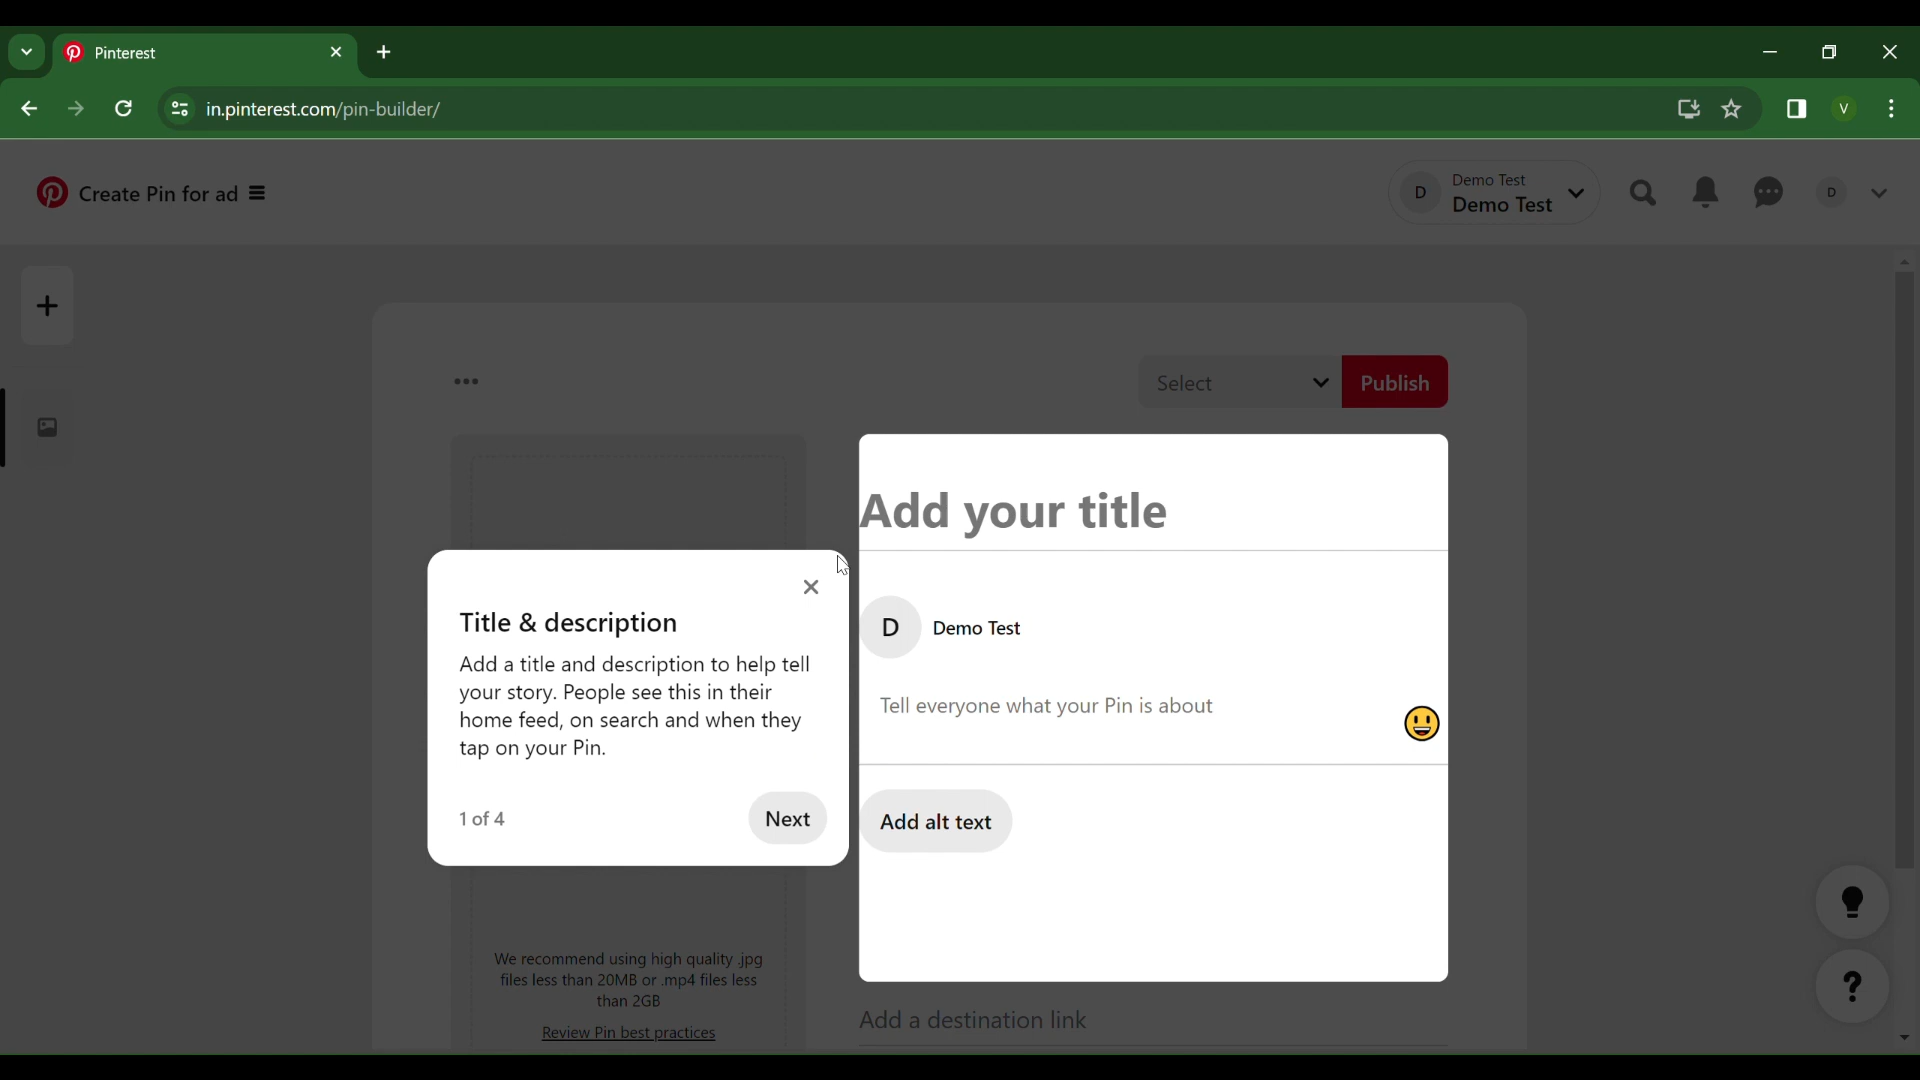 Pinterest
in.pinterest.com/pin-builder/
Create Pin for ad
D
Demo Test
Demo Test
D
V
Select
Publish
Add your title
Title & description
Add a title and description to help tell
your story. People see this in their
home feed, on search and when they
tap on your Pin.
1 of 4
Next
D
Demo Test
Tell everyone what your Pin is about
Add alt text
We recommend using high quality .jpg
files less than 20MB or .mp4 files less
than 2GB
Review Pin best practices
Add a destination link
?